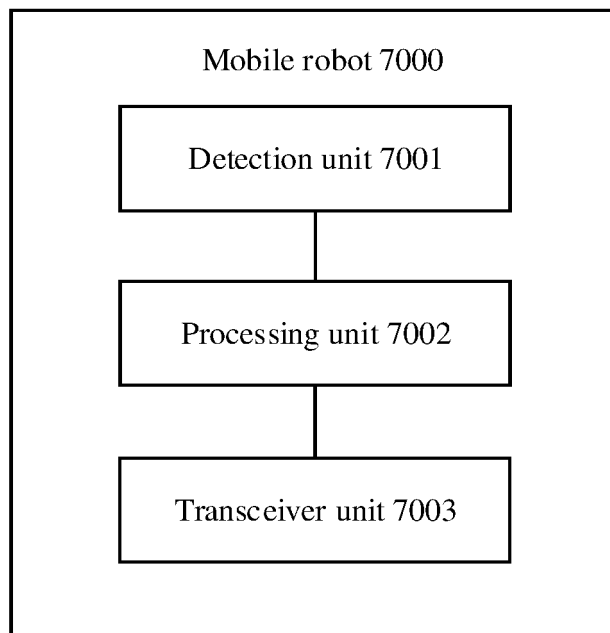 Mobile robot 7000
Detection unit 7001
Processing unit 7002
Transceiver unit 7003